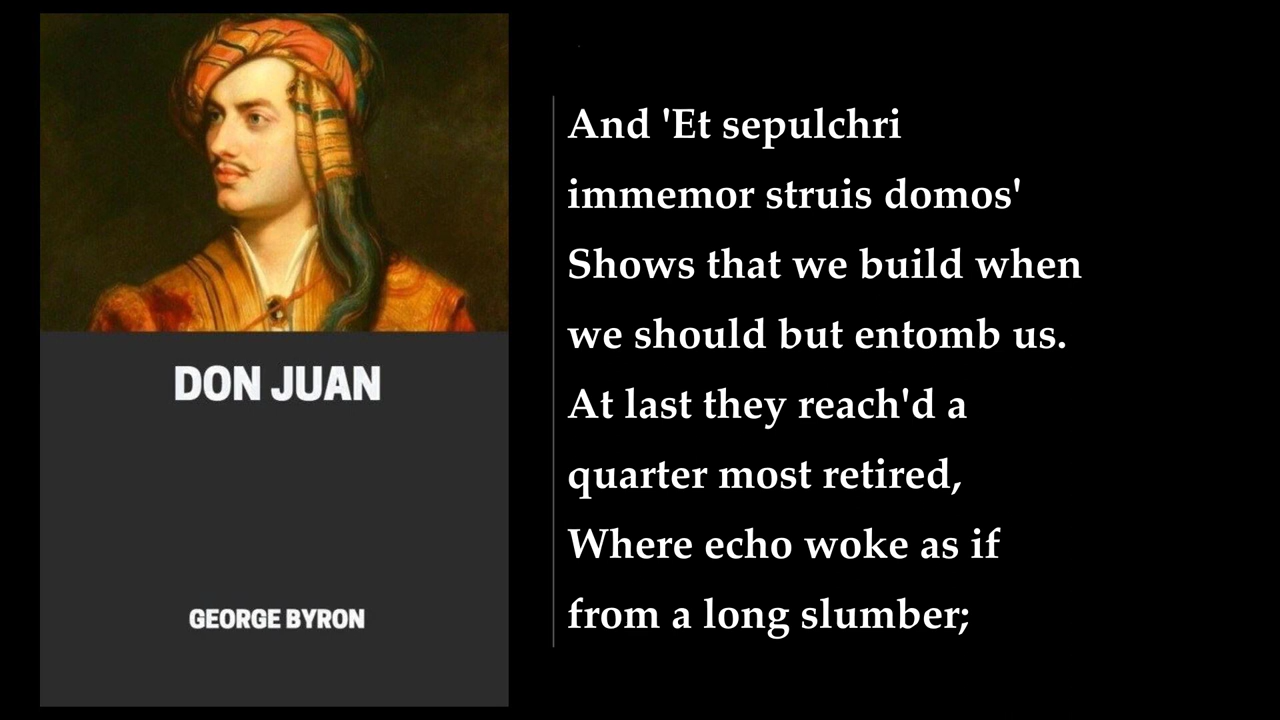 DON JUAN
GEORGE BYRON
And 'Et sepulchri
immemor struis domos'
Shows that we build when
we should but entomb us.
At last they reach'd a
quarter most retired,
Where echo woke as if
from a long slumber;